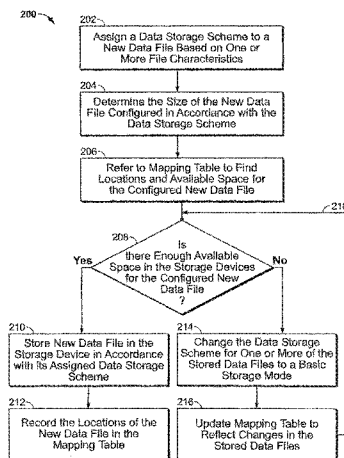 200
202
Assign a Data Storage Scheme to a
New Data File Based on One or
More File Characteristics
204
Determine the Size of the New Data
File Configured in Accordance with the
Data Storage Scheme
206
Refer to Mapping Table to Find
Locations and Available Space for
the Configured New Data File
218
208
Is
there Enough Available
Space in the Storage Devices
for the Configured New
Data File
?
Yes
No
210
Store New Data File in the
Storage Device in Accordance
with its Assigned Data Storage
Scheme
214
Change the Data Storage
Scheme for One or More of the
Stored Data Files to a Basic
Storage Mode
212
Record the Locations of the
New Data File in the
Mapping Table
216
Update Mapping Table to
Reflect Changes in the
Stored Data Files